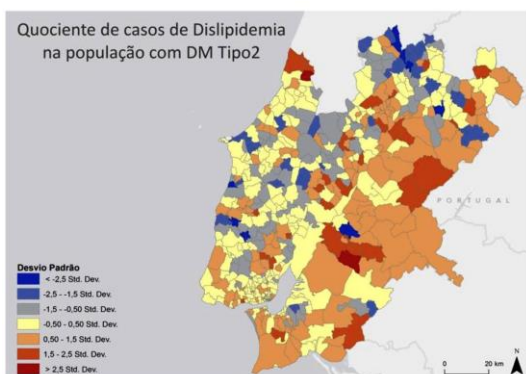 Quociente de casos de Dislipidemia
na população com DM Tipo2
PORTUGAL
Desvio Padrão
< -2,5 Std. Dev.
-2,5 - -1,5 Std. Dev.
-1,5 - -0,50 Std. Dev.
-0,50 - 0,50 Std. Dev.
0,50 - 1,5 Std. Dev.
1,5 - 2,5 Std. Dev.
> 2,5 Std. Dev.
N
0 20 km